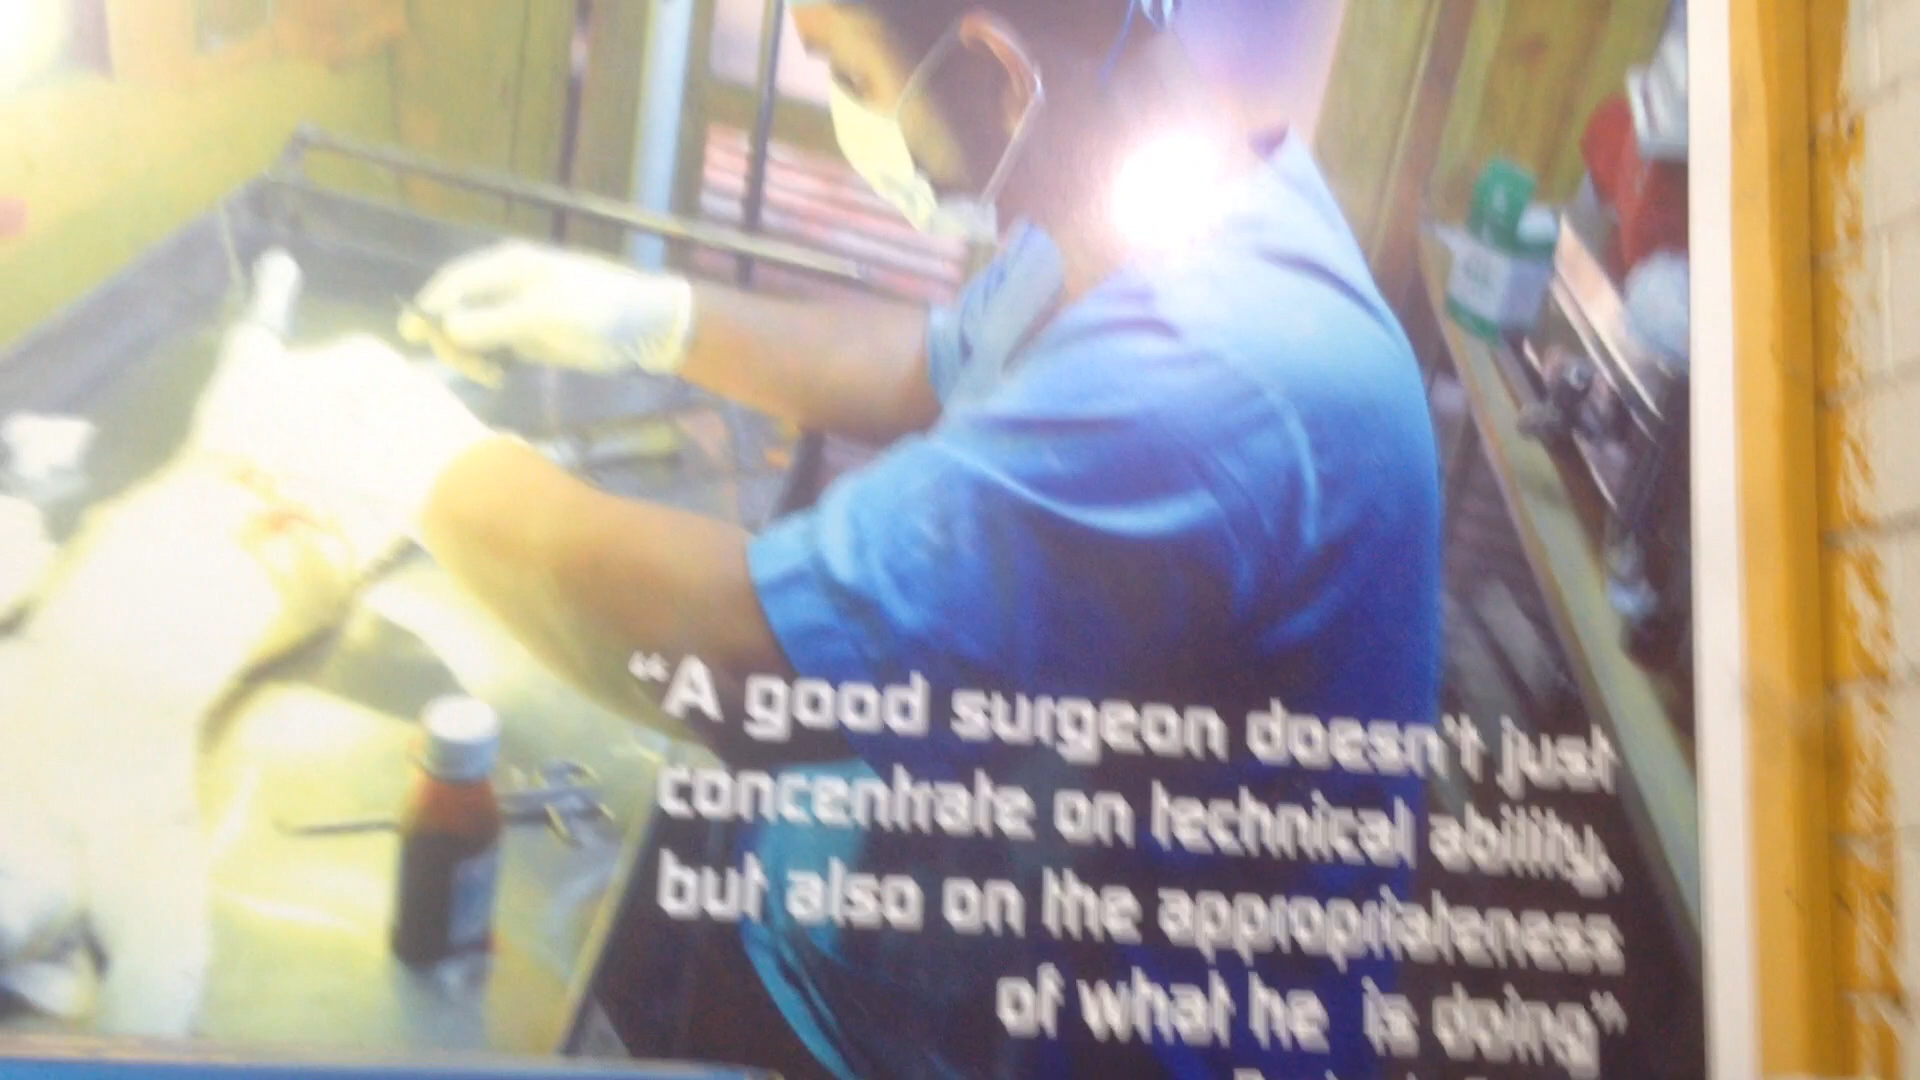 “A good surgeon doesn't just
concentrate on technical ability,
but also on the appropriateness
of what he is doing”